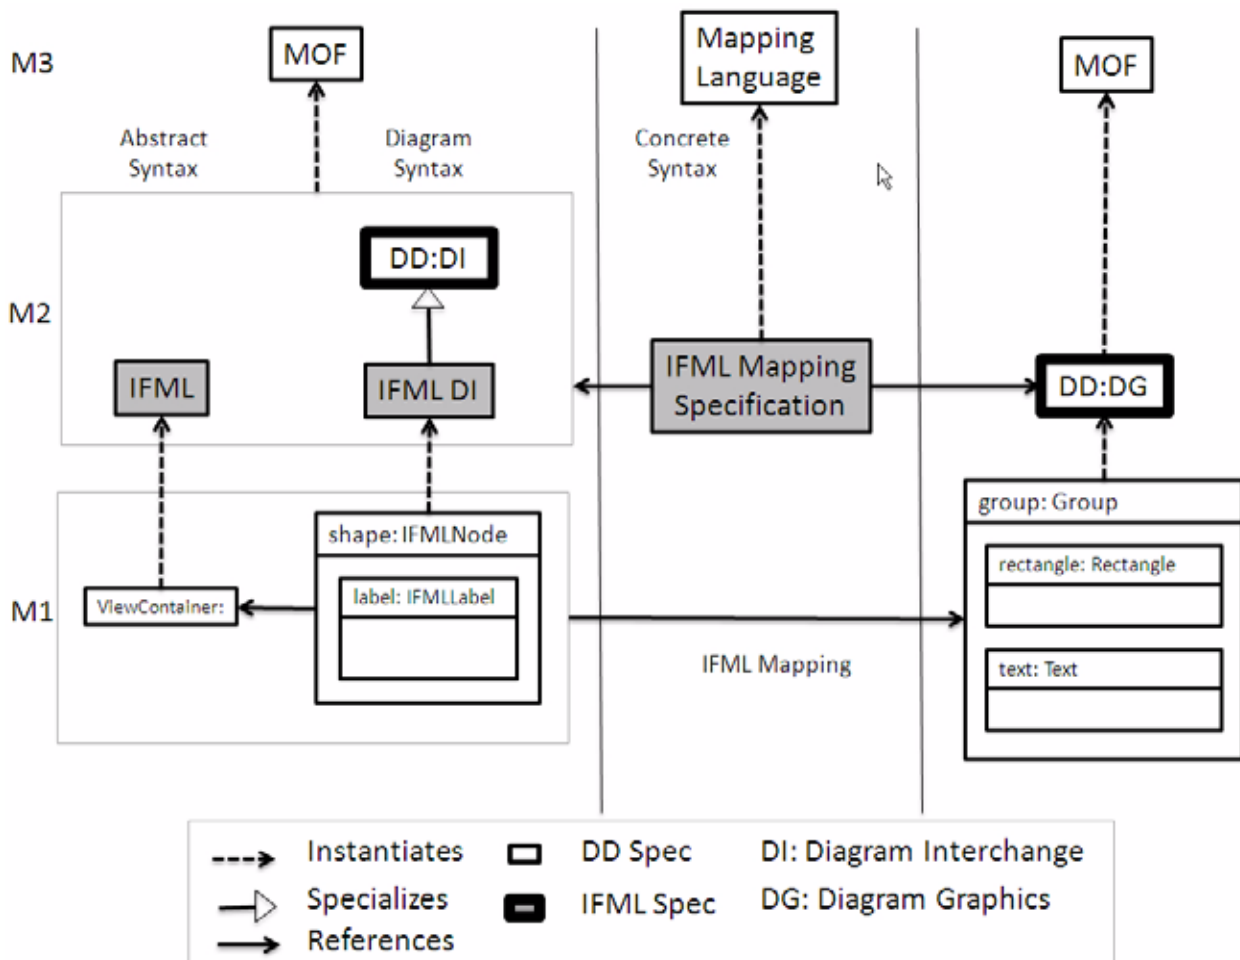 M3
MOF
Mapping
Language
MOF
Abstract
Syntax
Diagram
Syntax
Concrete
Syntax
M2
DD:DI
IFML
IFML DI
IFML Mapping
Specification
DD:DG
M1
ViewContainer:
shape: IFMLNode
label: IFMLLabel
IFML Mapping
group: Group
rectangle: Rectangle
text: Text
Instantiates
DD Spec
DI: Diagram Interchange
Specializes
IFML Spec
DG: Diagram Graphics
References